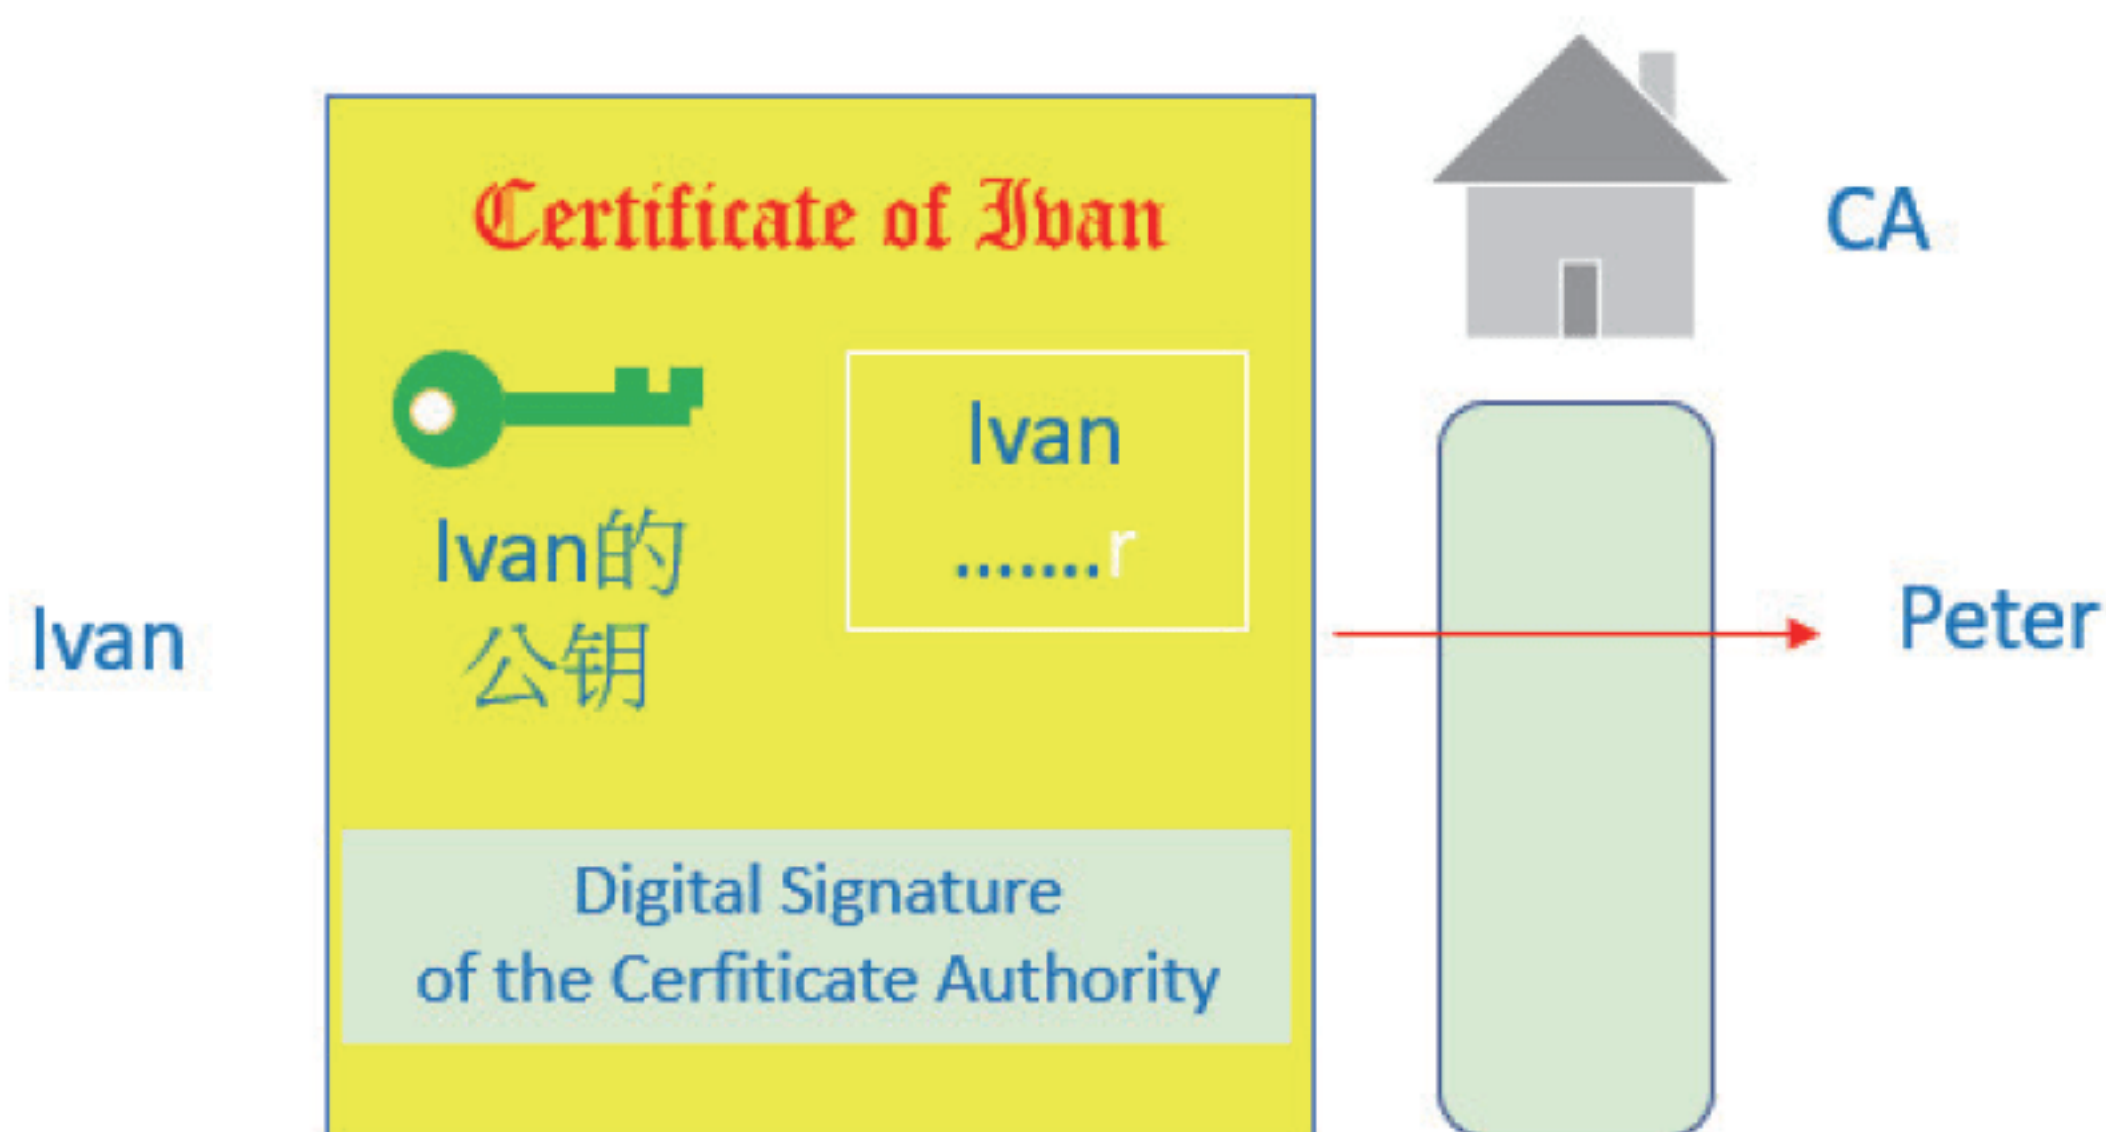 Certificate of Ivan
CA
Ivan
.......r
Ivan的
公钥
Ivan
Peter
Digital Signature
of the Cerfiticate Authority